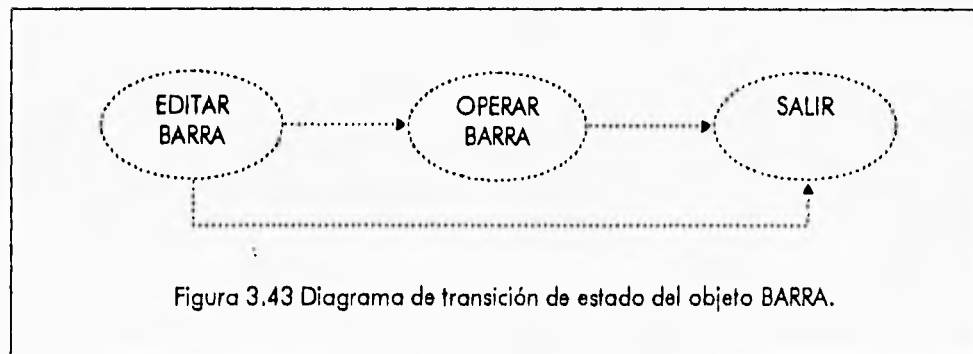 EDITAR
BARRA
OPERAR
BARRA
SALIR
Figura 3.43 Diagrama de transición de estado del objeto BARRA.